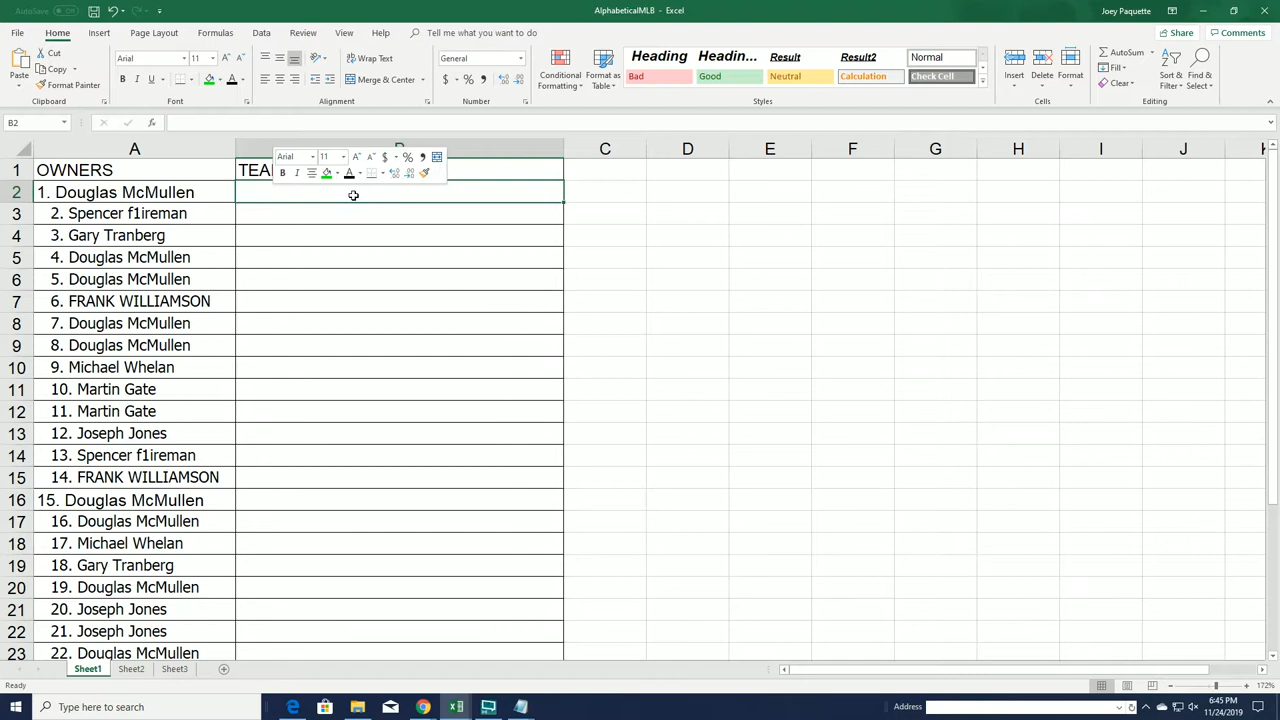 AutoSave Off AlphabeticalMLB - Excel Joey Paquette
File Home Insert Page Layout Formulas Data Review View Help Tell me what you want to do Share Comments
Paste Cut Copy Format Painter Clipboard
Arial 11 B I U A Font
Wrap Text Merge & Center Alignment
General $ % Number
Conditional Formatting Format as Table
Heading Headin... Result Result2 Normal
Bad Good Neutral Calculation Check Cell
Styles
Insert Delete Format Cells
AutoSum Fill Clear Sort & Filter Find & Select Editing
B2 fx
Arial 11 A A $ % 9
B I A
A C D E F G H I J K
1 OWNERS TEA
2 1. Douglas McMullen
3 2. Spencer f1ireman
4 3. Gary Tranberg
5 4. Douglas McMullen
6 5. Douglas McMullen
7 6. FRANK WILLIAMSON
8 7. Douglas McMullen
9 8. Douglas McMullen
10 9. Michael Whelan
11 10. Martin Gate
12 11. Martin Gate
13 12. Joseph Jones
14 13. Spencer f1ireman
15 14. FRANK WILLIAMSON
16 15. Douglas McMullen
17 16. Douglas McMullen
18 17. Michael Whelan
19 18. Gary Tranberg
20 19. Douglas McMullen
21 20. Joseph Jones
22 21. Joseph Jones
23 22. Douglas McMullen
Sheet1 Sheet2 Sheet3
Ready 172%
Type here to search Address 6:45 PM
11/24/2019